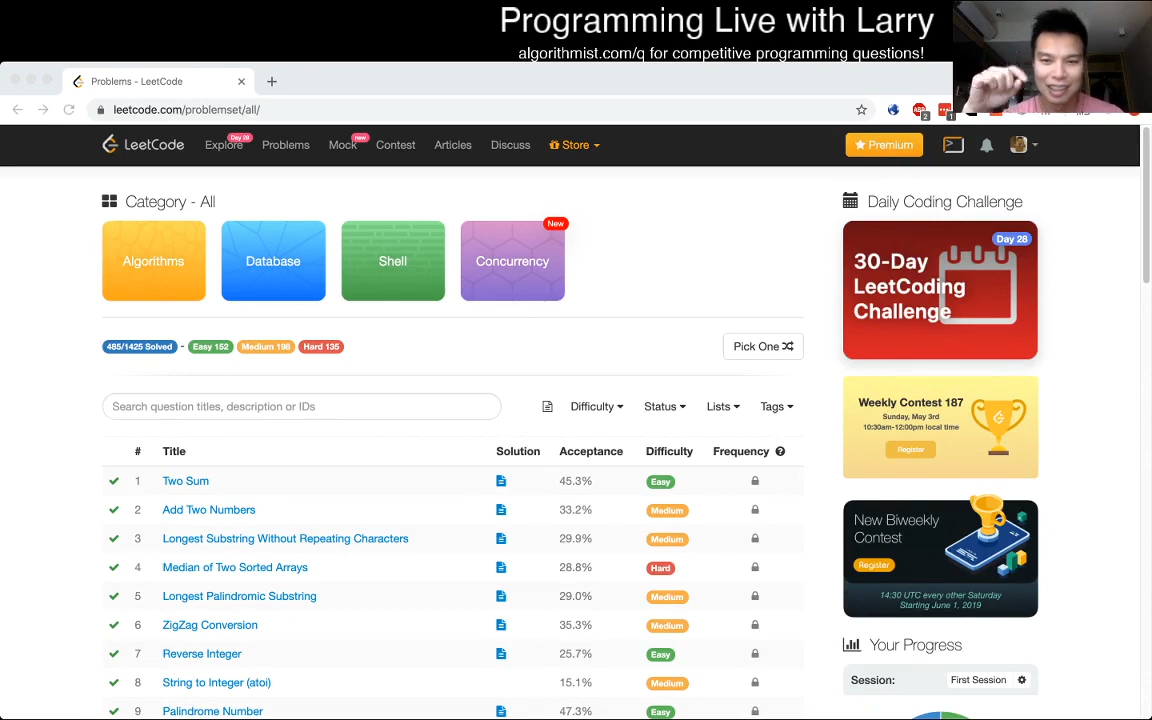 Programming Live with Larry
algorithmist.com/q for competitive programming questions!
Problems - LeetCode
leetcode.com/problemset/all/
2
1
LeetCode
Explore
Day 28
Problems
Mock
new
Contest
Articles
Discuss
Store
Premium
Category - All
Algorithms
Database
Shell
Concurrency
New
485/1425 Solved - Easy 152 Medium 198 Hard 135
Pick One
Search question titles, description or IDs
Difficulty
Status
Lists
Tags
# Title Solution Acceptance Difficulty Frequency
1 Two Sum 45.3% Easy
2 Add Two Numbers 33.2% Medium
3 Longest Substring Without Repeating Characters 29.9% Medium
4 Median of Two Sorted Arrays 28.8% Hard
5 Longest Palindromic Substring 29.0% Medium
6 ZigZag Conversion 35.3% Medium
7 Reverse Integer 25.7% Easy
8 String to Integer (atoi) 15.1% Medium
9 Palindrome Number 47.3% Easy
Daily Coding Challenge
Day 28
30-Day
LeetCoding
Challenge
Weekly Contest 187
Sunday, May 3rd
10:30am-12:00pm local time
Register
New Biweekly
Contest
Register
14:30 UTC every other Saturday
Starting June 1, 2019
Your Progress
Session: First Session